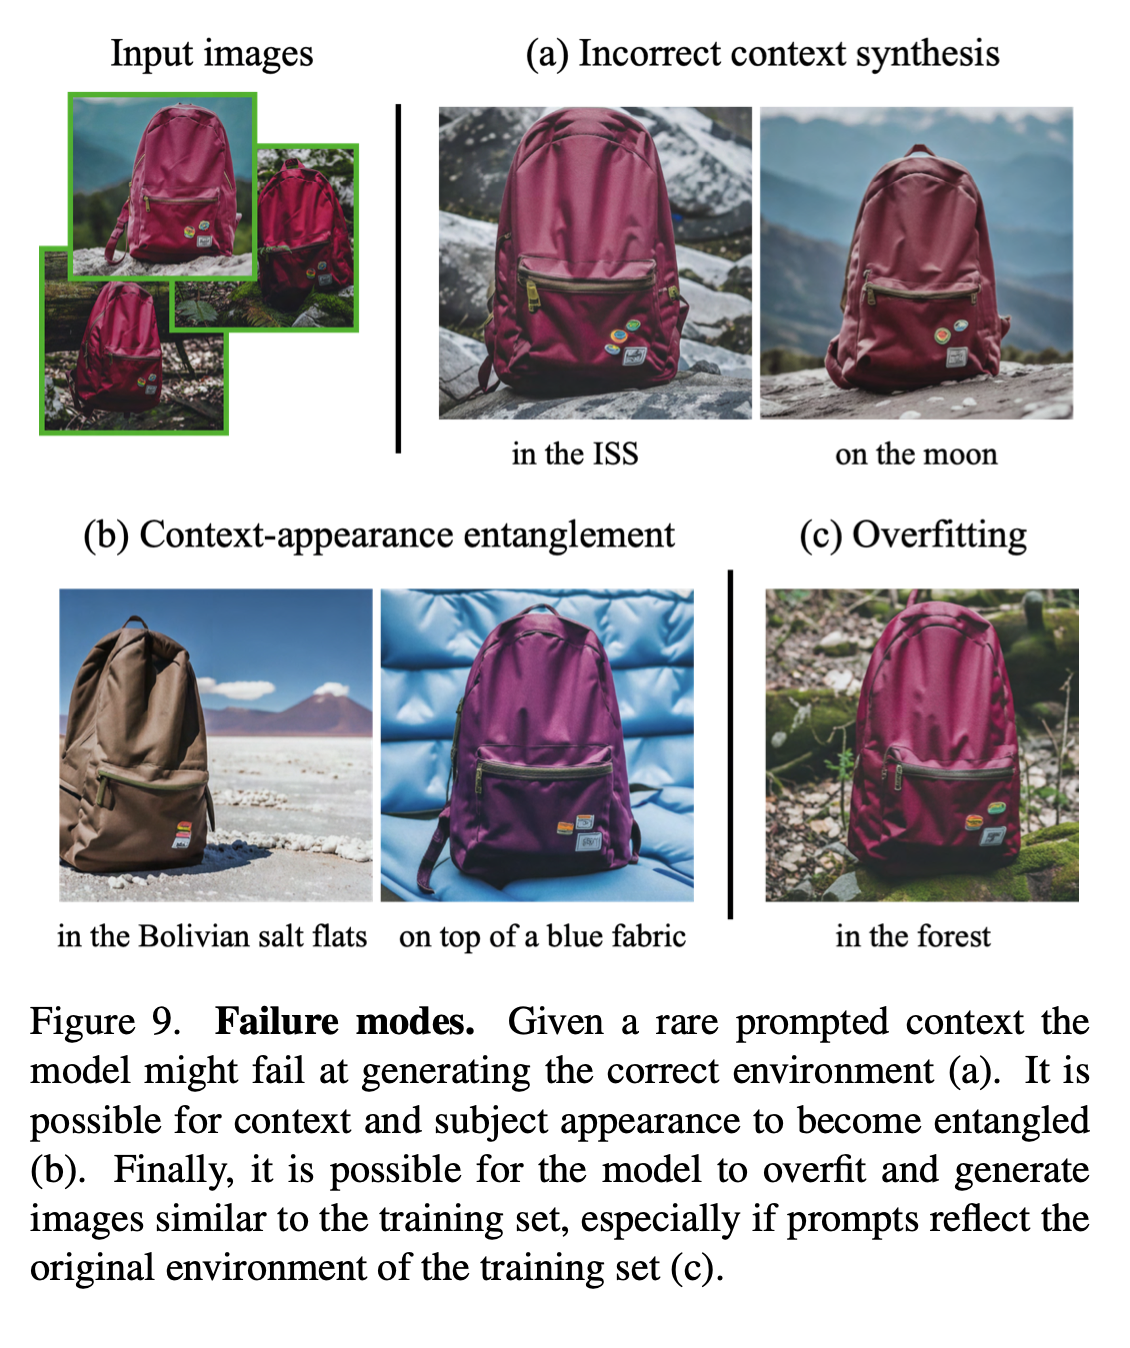 Input images
(a) Incorrect context synthesis
in the ISS
on the moon
(b) Context-appearance entanglement
(c) Overfitting
in the Bolivian salt flats
on top of a blue fabric
in the forest
Figure 9. Failure modes. Given a rare prompted context the
model might fail at generating the correct environment (a). It is
possible for context and subject appearance to become entangled
(b). Finally, it is possible for the model to overfit and generate
images similar to the training set, especially if prompts reflect the
original environment of the training set (c).